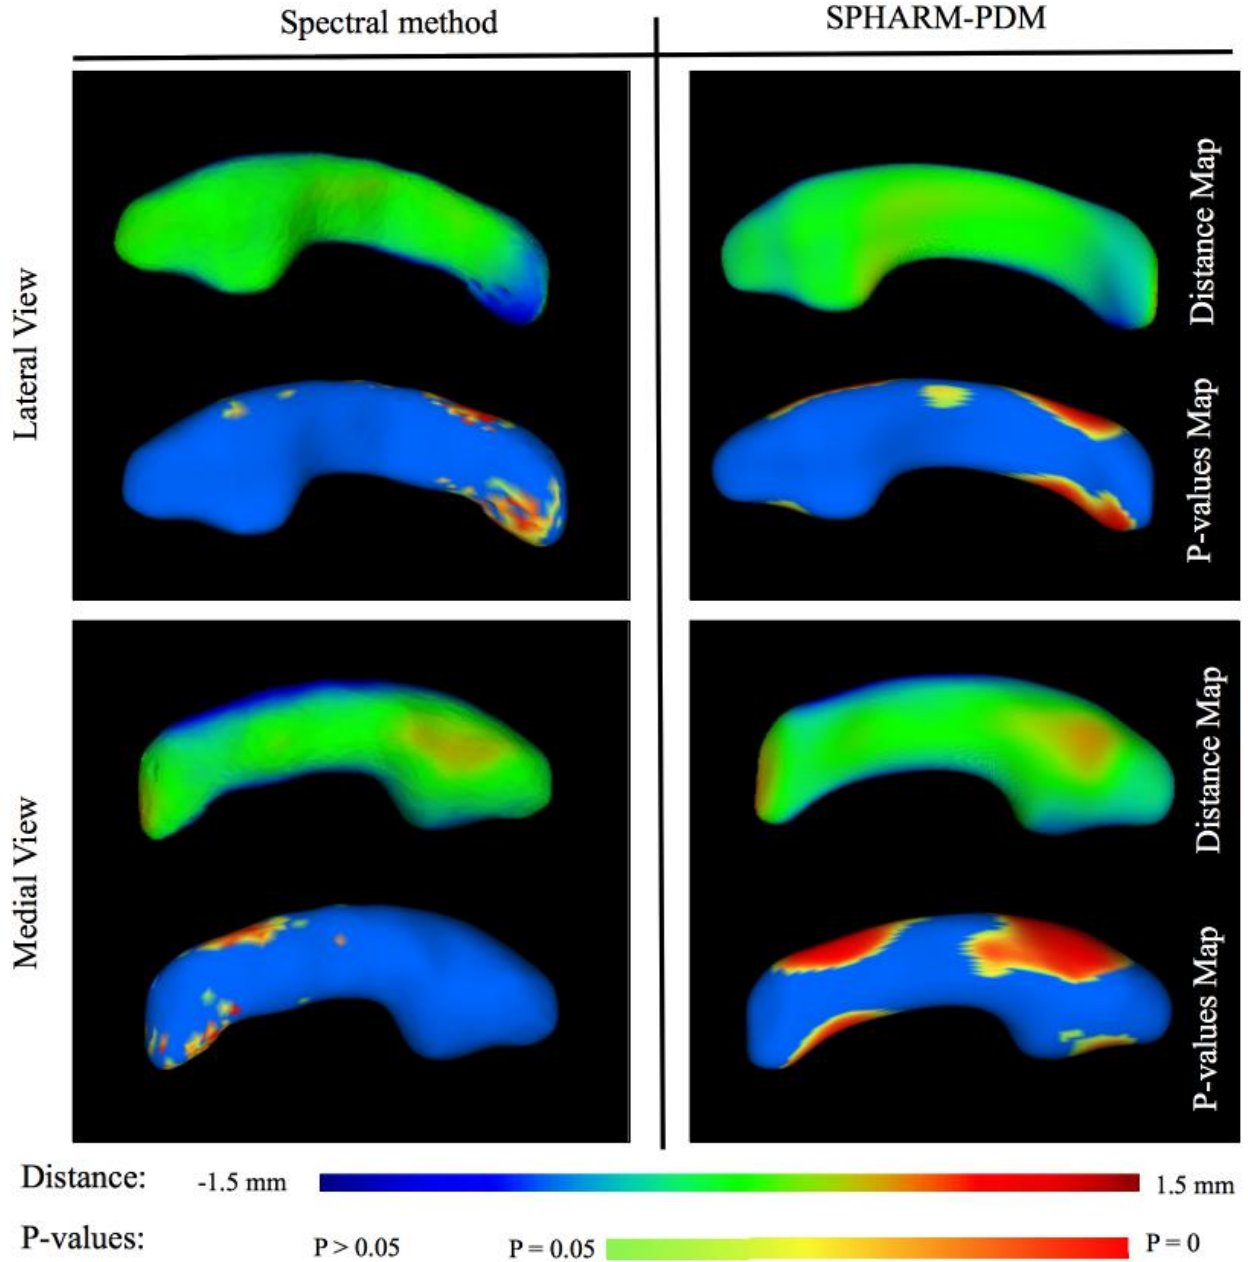 Spectral method
SPHARM-PDM
Lateral View
Distance Map
P-values Map
Medial View
Distance Map
P-values Map
Distance:
-1.5 mm
1.5 mm
P-values:
P > 0.05
P = 0.05
P = 0